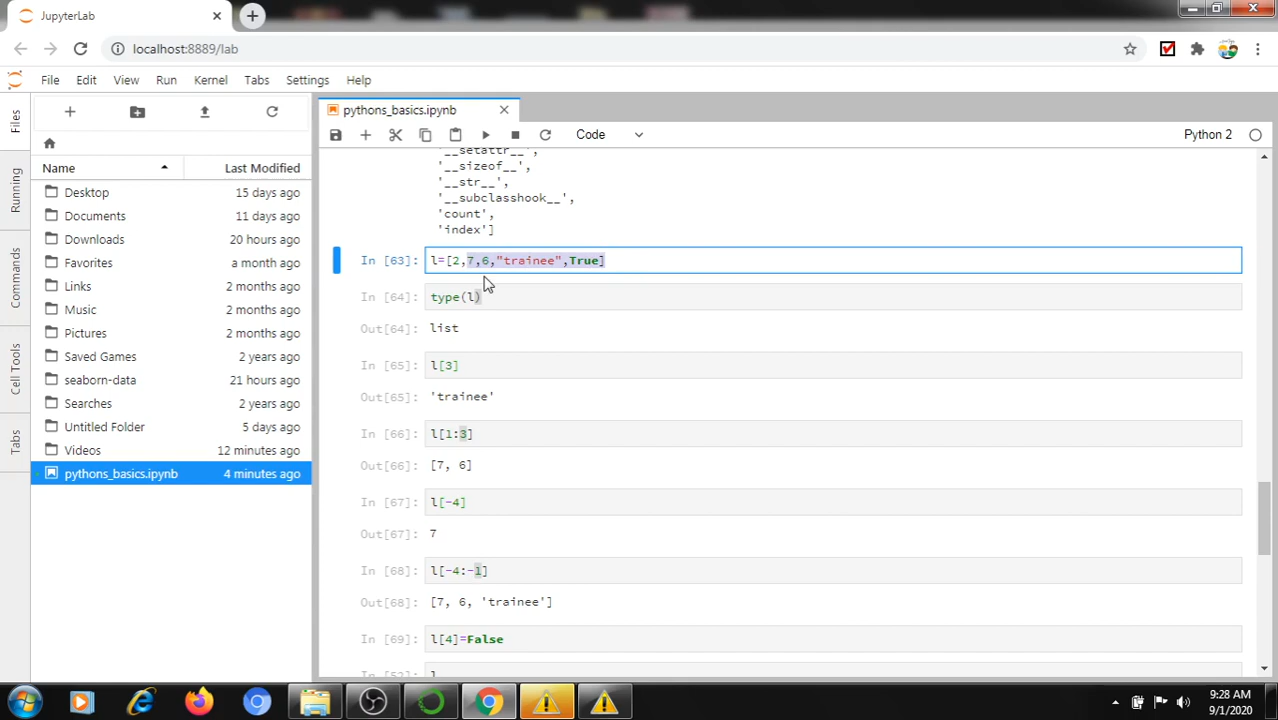 JupyterLab
localhost:8889/lab
File Edit View Run Kernel Tabs Settings Help
Files
Running
Commands
Cell Tools
Tabs
Name Last Modified
Desktop 15 days ago
Documents 11 days ago
Downloads 20 hours ago
Favorites a month ago
Links 2 months ago
Music 2 months ago
Pictures 2 months ago
Saved Games 2 years ago
seaborn-data 21 hours ago
Searches 2 years ago
Untitled Folder 5 days ago
Videos 12 minutes ago
pythons_basics.ipynb 4 minutes ago
pythons_basics.ipynb
Code Python 2
'__setattr__',
'__sizeof__',
'__str__',
'__subclasshook__',
'count',
'index']
In [63]: l=[2,7,6,"trainee",True]
In [64]: type(l)
Out[64]: list
In [65]: l[3]
Out[65]: 'trainee'
In [66]: l[1:3]
Out[66]: [7, 6]
In [67]: l[-4]
Out[67]: 7
In [68]: l[-4:-1]
Out[68]: [7, 6, 'trainee']
In [69]: l[4]=False
In [52]: l
9:28 AM
9/1/2020